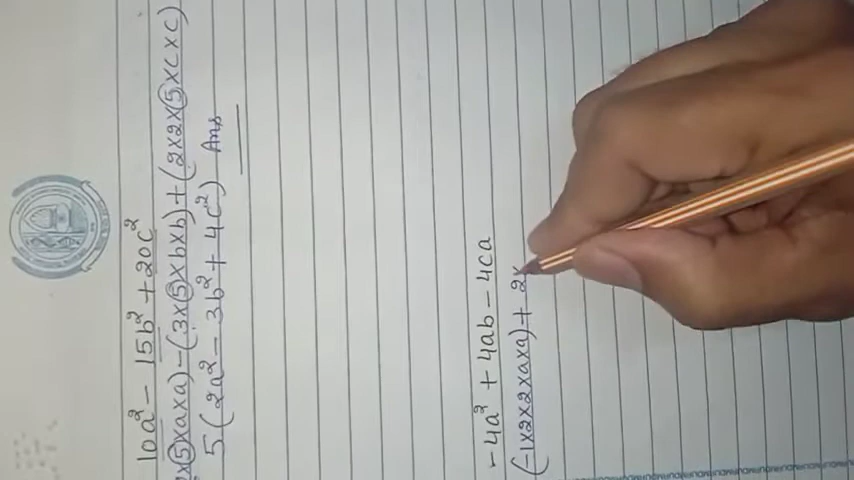 10a² - 15b² + 20c²
2×5×a×a) - (3×5×b×b) + (2×2×5×c×c)
5(2a² - 3b² + 4c²) Ans
-4a² + 4ab - 4ca
(-1×2×2×a×a) + 2×